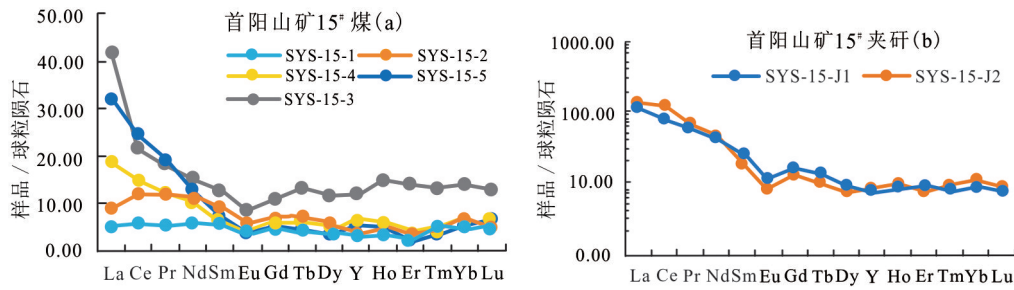 首阳山矿15#煤(a)
SYS-15-1 SYS-15-2
SYS-15-4 SYS-15-5
SYS-15-3
样品/球粒陨石
50.00
40.00
30.00
20.00
10.00
0.00
La Ce Pr Nd Sm Eu Gd Tb Dy Y Ho Er Tm Yb Lu
首阳山矿15#夹矸(b)
SYS-15-J1 SYS-15-J2
样品/球粒陨石
1000.00
100.00
10.00
0.00
La Ce Pr Nd Sm Eu Gd Tb Dy Y Ho Er Tm Yb Lu